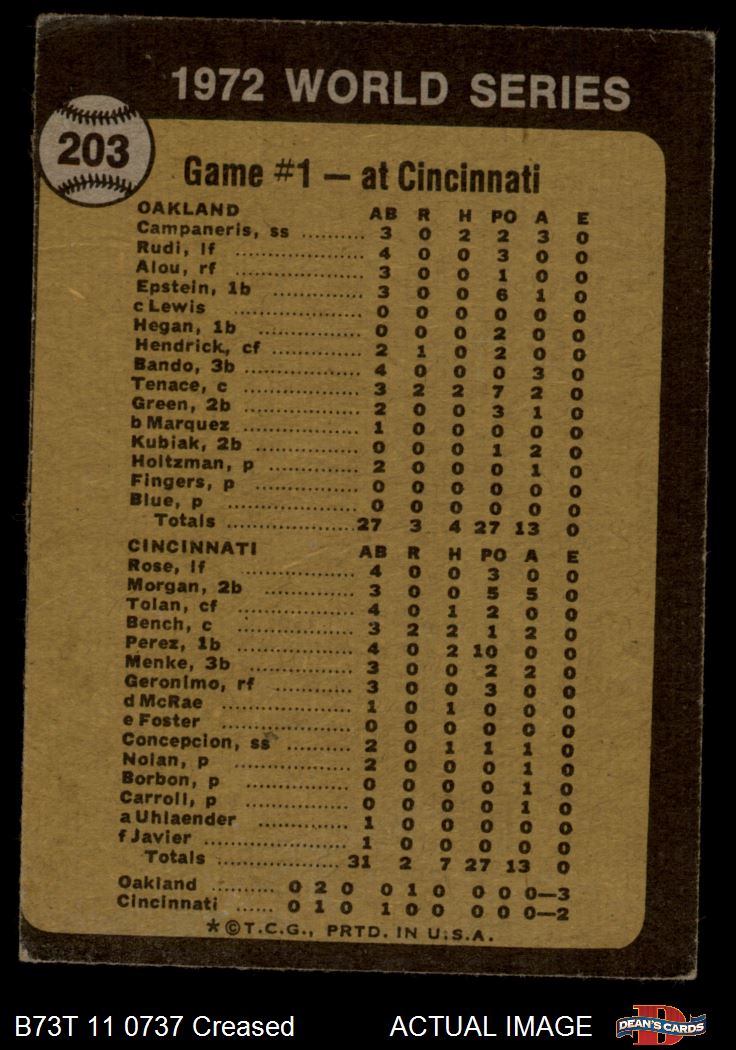 1972 WORLD SERIES
203
Game #1 — at Cincinnati
OAKLAND AB R H PO A E
Campaneris, ss .......... 3 0 2 2 3 0
Rudi, lf .......... 4 0 0 3 0 0
Alou, rf .......... 3 0 0 1 0 0
Epstein, 1b .......... 3 0 0 6 1 0
c Lewis .......... 0 0 0 0 0 0
Hegan, 1b .......... 0 0 0 2 0 0
Hendrick, cf .......... 2 1 0 2 0 0
Bando, 3b .......... 4 0 0 0 3 0
Tenace, c .......... 3 2 2 7 2 0
Green, 2b .......... 2 0 0 3 1 0
b Marquez .......... 1 0 0 0 0 0
Kubiak, 2b .......... 0 0 0 1 2 0
Holtzman, p .......... 2 0 0 0 1 0
Fingers, p .......... 0 0 0 0 0 0
Blue, p .......... 0 0 0 0 0 0
Totals .......... 27 3 4 27 13 0
CINCINNATI AB R H PO A E
Rose, lf .......... 4 0 0 3 0 0
Morgan, 2b .......... 3 0 0 5 5 0
Tolan, cf .......... 4 0 1 2 0 0
Bench, c .......... 3 2 2 1 2 0
Perez, 1b .......... 4 0 2 10 0 0
Menke, 3b .......... 3 0 0 2 2 0
Geronimo, rf .......... 3 0 0 3 0 0
d McRae .......... 1 0 1 0 0 0
e Foster .......... 0 0 0 0 0 0
Concepcion, ss .......... 2 0 1 1 1 0
Nolan, p .......... 2 0 0 0 1 0
Borbon, p .......... 0 0 0 0 1 0
Carroll, p .......... 0 0 0 0 1 0
a Uhlaender .......... 1 0 0 0 0 0
f Javier .......... 1 0 0 0 0 0
Totals .......... 31 2 7 27 13 0
Oakland .......... 0 2 0 0 1 0 0 0 0—3
Cincinnati ...... 0 1 0 1 0 0 0 0 0—2
*©T.C.G., PRTD. IN U.S.A.
B73T 11 0737 Creased ACTUAL IMAGE DEAN'S CARDS